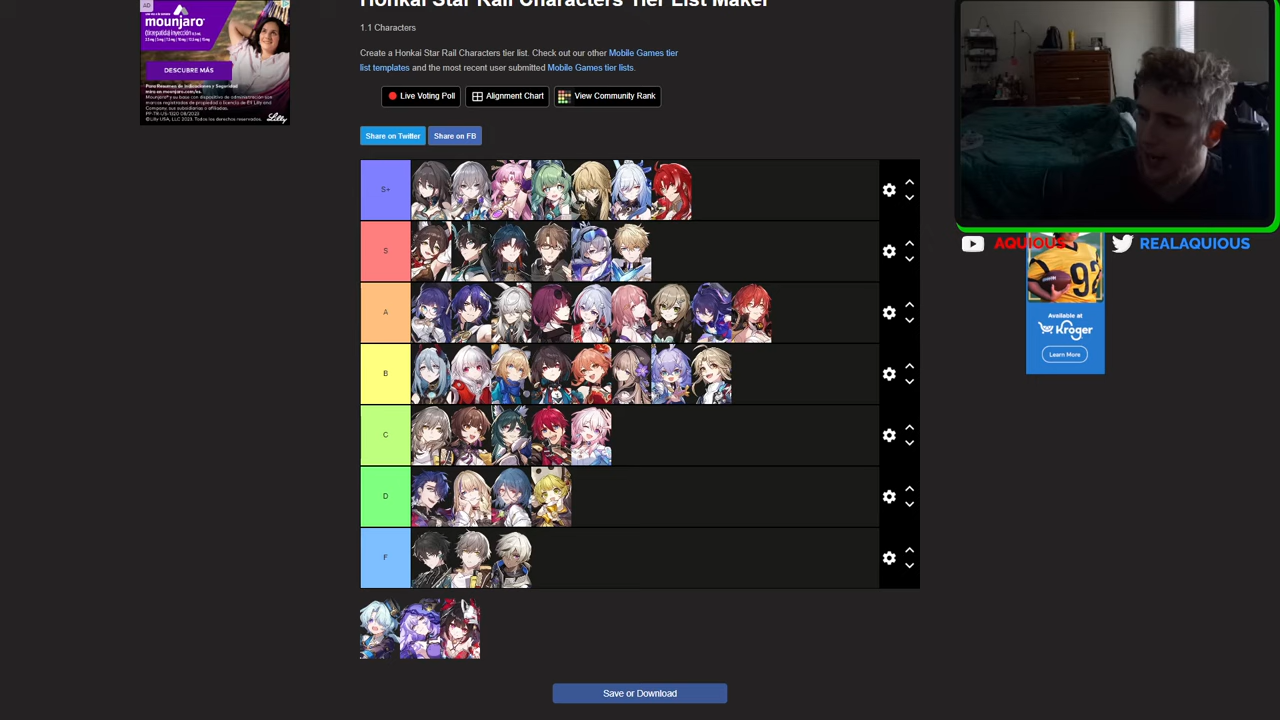 Honkai Star Rail Characters Tier List Maker
AD
mounjaro
DESCUBRE MÁS
Lilly
1.1 Characters
Create a Honkai Star Rail Characters tier list. Check out our other Mobile Games tier
list templates and the most recent user submitted Mobile Games tier lists.
Live Voting Poll
Alignment Chart
View Community Rank
Share on Twitter
Share on FB
S+
S
A
B
C
D
F
Save or Download
AQUIOUS
REALAQUIOUS
92
Available at
Kroger
Learn More